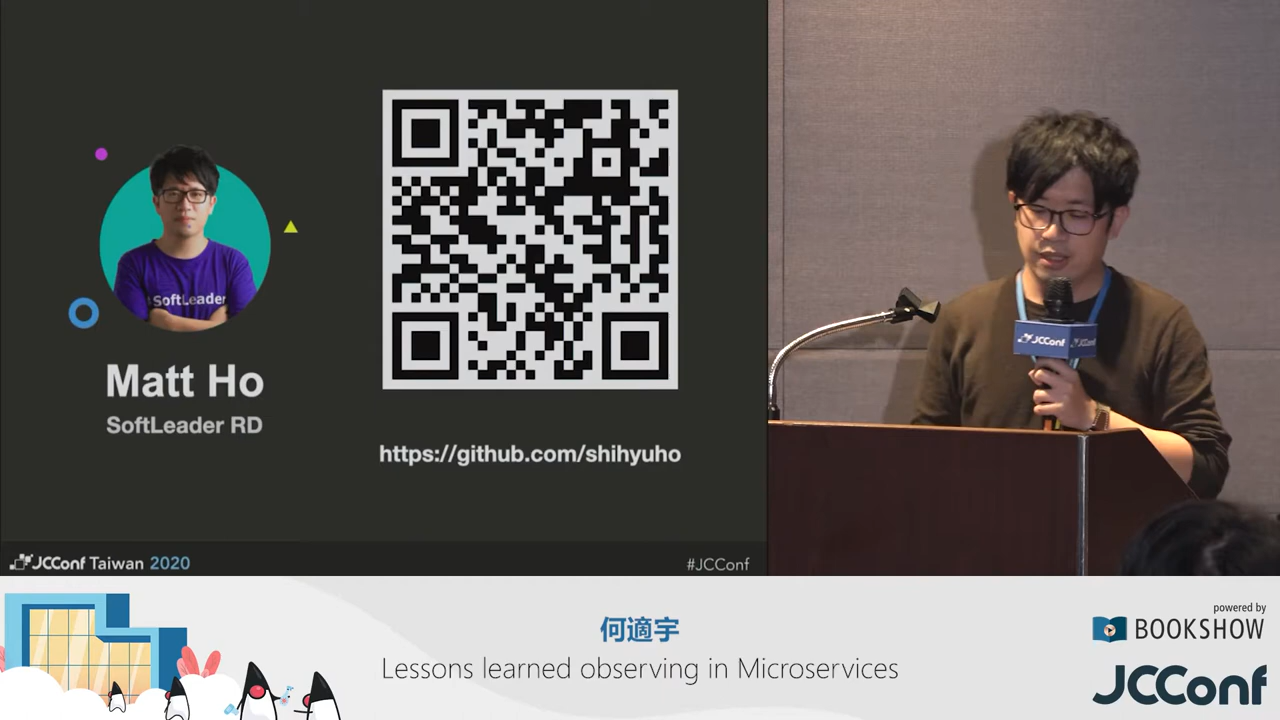 SoftLeader
Matt Ho
SoftLeader RD
https://github.com/shihyuho
JCConf Taiwan 2020
#JCConf
JCConf
JCConf
何適宇
Lessons learned observing in Microservices
powered by
BOOKSHOW
JCConf